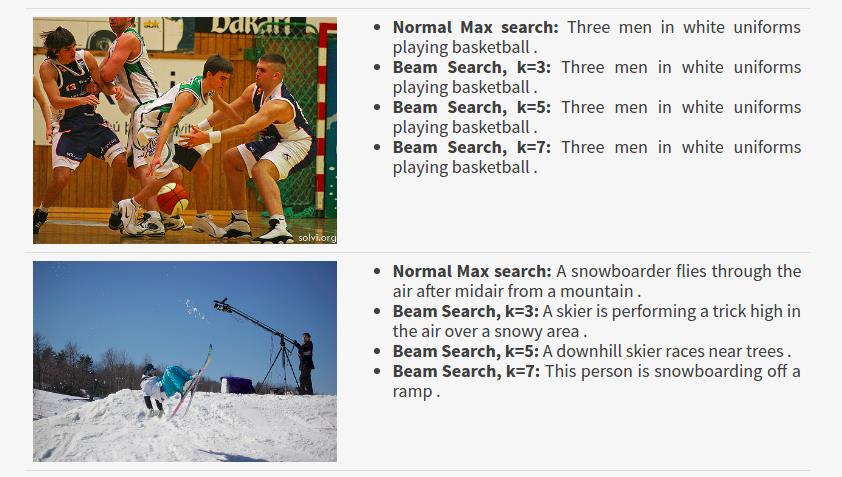 Dakari
solvi.org
• Normal Max search: Three men in white uniforms
playing basketball .
• Beam Search, k=3: Three men in white uniforms
playing basketball .
• Beam Search, k=5: Three men in white uniforms
playing basketball .
• Beam Search, k=7: Three men in white uniforms
playing basketball .
• Normal Max search: A snowboarder flies through the
air after midair from a mountain .
• Beam Search, k=3: A skier is performing a trick high in
the air over a snowy area .
• Beam Search, k=5: A downhill skier races near trees .
• Beam Search, k=7: This person is snowboarding off a
ramp .